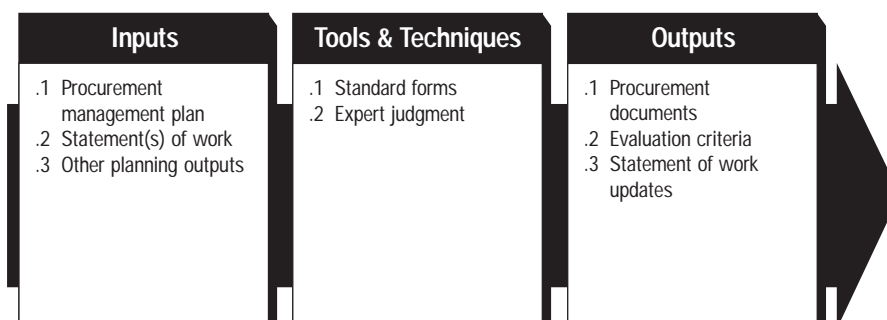 Inputs
.1 Procurement
management plan
.2 Statement(s) of work
.3 Other planning outputs
Tools & Techniques
.1 Standard forms
.2 Expert judgment
Outputs
.1 Procurement
documents
.2 Evaluation criteria
.3 Statement of work
updates